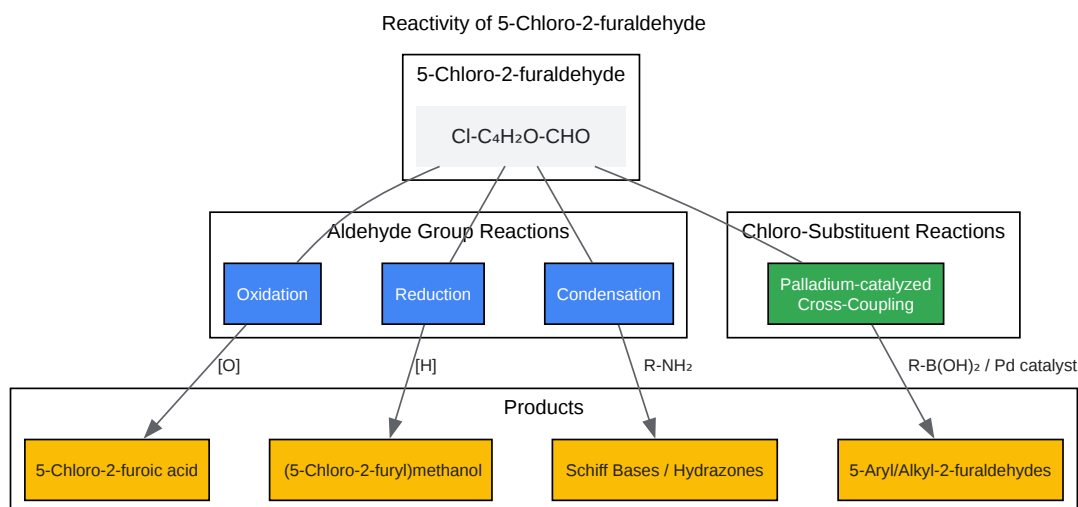 Reactivity of 5-Chloro-2-furaldehyde
5-Chloro-2-furaldehyde
Cl-C₄H₂O-CHO
Aldehyde Group Reactions
Chloro-Substituent Reactions
Oxidation
Reduction
Condensation
Palladium-catalyzed
Cross-Coupling
[O]
[H]
R-NH₂
R-B(OH)₂ / Pd catalyst
Products
5-Chloro-2-furoic acid
(5-Chloro-2-furyl)methanol
Schiff Bases / Hydrazones
5-Aryl/Alkyl-2-furaldehydes